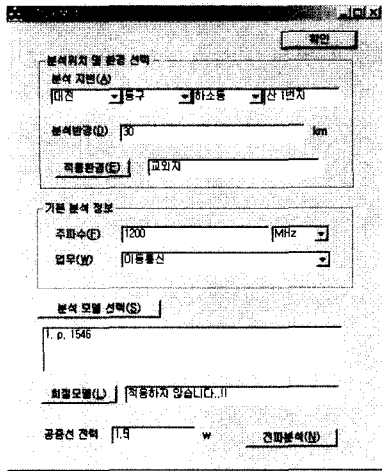 확인
분석위치 및 환경 선택
분석 지번(A)
대전 동구 하소동 산 1번지
분석반경(D) 30 km
적용환경(E) 교외지
기본 분석 정보
주파수(F) 1200 MHz
업무(W) 이동통신
분석 모델 선택(S)
1. p. 1546
회절모델(L) 적용하지 않습니다..!!
공중선 전력 1.5 w 전파분석(N)